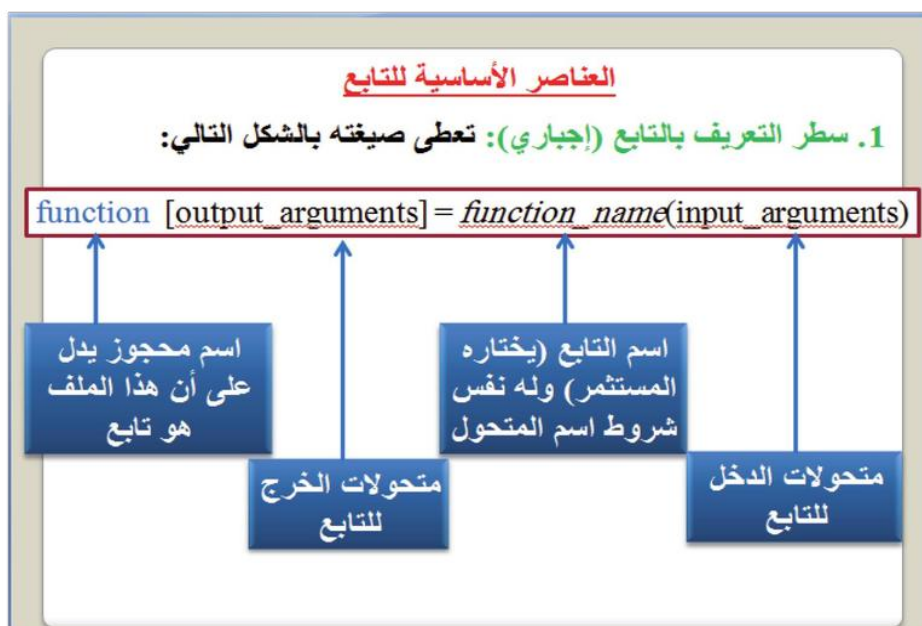 العناصر الأساسية للتابع
1. سطر التعريف بالتابع (إجباري): تعطى صيغته بالشكل التالي:
function [output_arguments] = function_name(input_arguments)
اسم محجوز يدل
على أن هذا الملف
هو تابع
متحولات الخرج
للتابع
اسم التابع (يختاره
المستثمر) وله نفس
شروط اسم المتحول
متحولات الدخل
للتابع